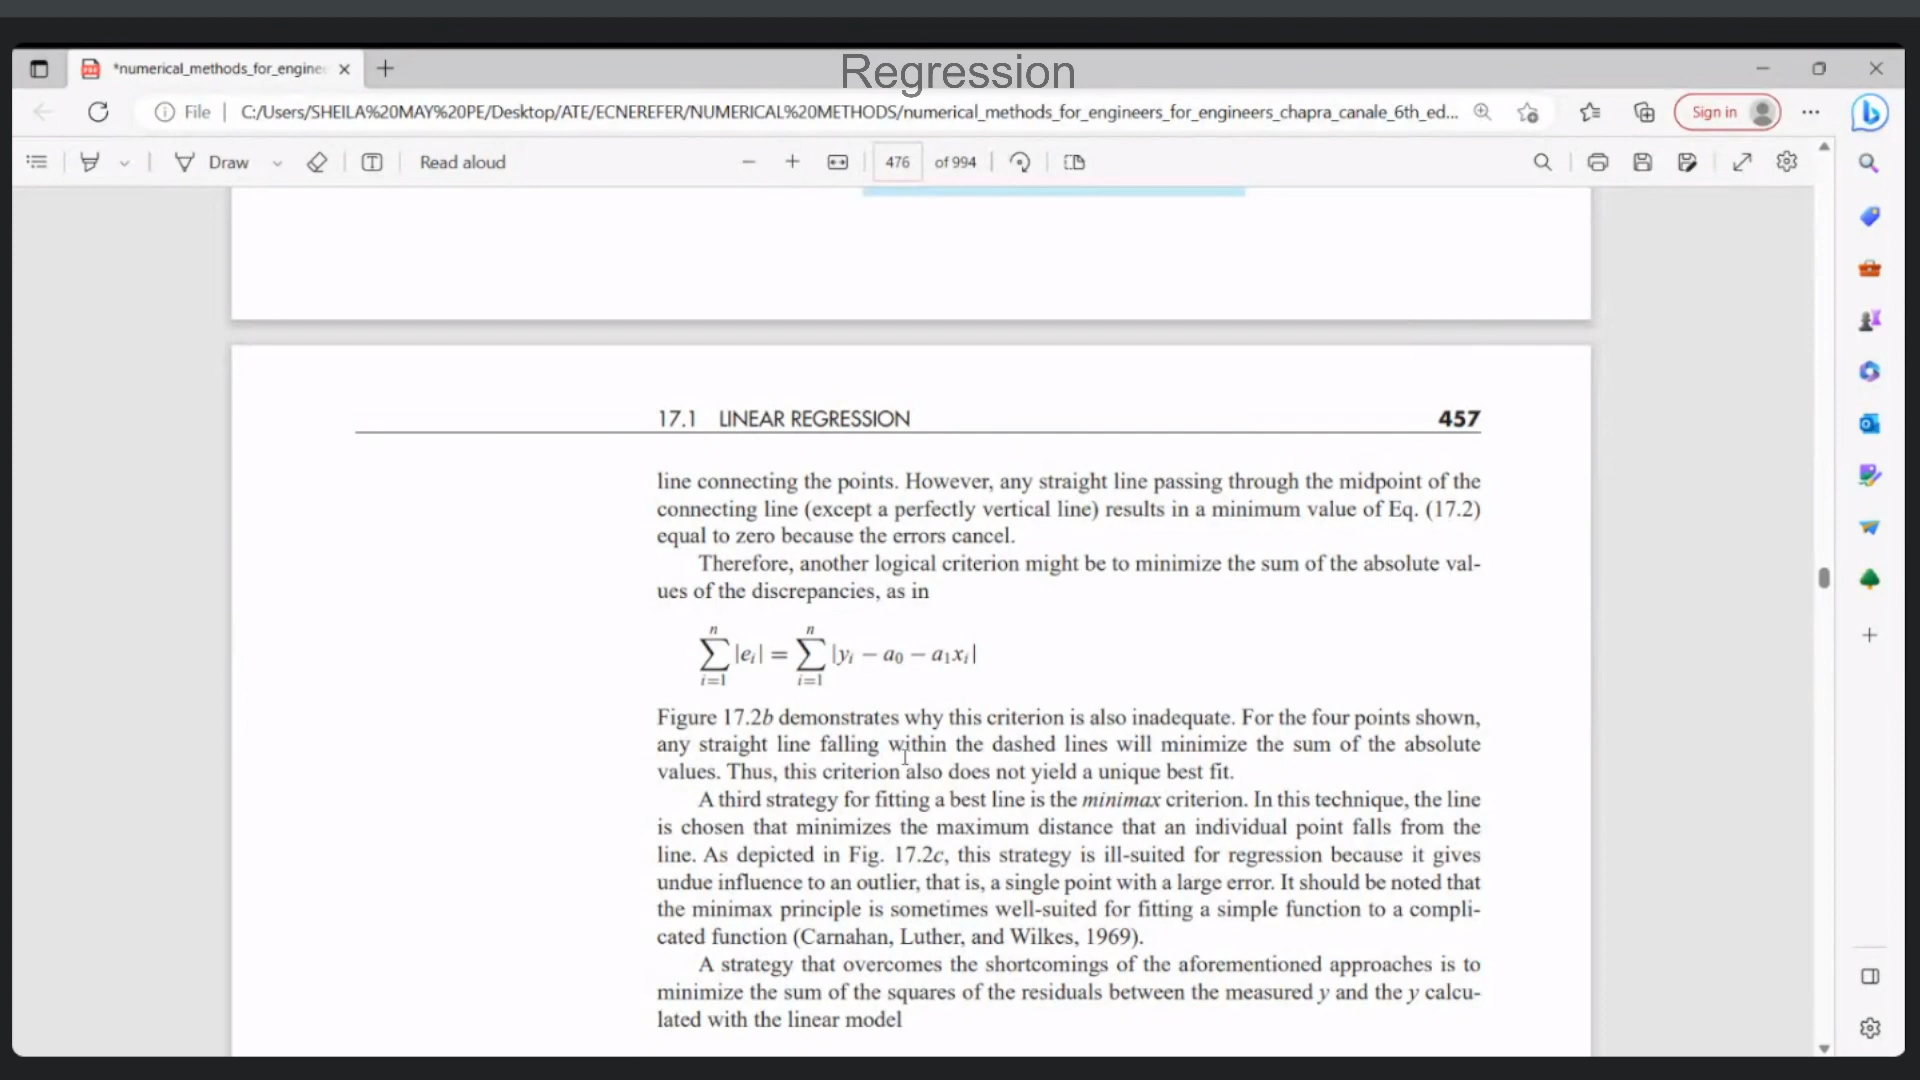 Regression
*numerical_methods_for_engine
File
C:/Users/SHEILA%20MAY%20PE/Desktop/ATE/ECNEREFER/NUMERICAL%20METHODS/numerical_methods_for_engineers_for_engineers_chapra_canale_6th_ed...
Sign in
Draw
Read aloud
476 of 994
17.1 LINEAR REGRESSION 457
line connecting the points. However, any straight line passing through the midpoint of the
connecting line (except a perfectly vertical line) results in a minimum value of Eq. (17.2)
equal to zero because the errors cancel.
Therefore, another logical criterion might be to minimize the sum of the absolute val-
ues of the discrepancies, as in
∑_{i=1}^{n} |e_i| = ∑_{i=1}^{n} |y_i − a_0 − a_1x_i|
Figure 17.2b demonstrates why this criterion is also inadequate. For the four points shown,
any straight line falling within the dashed lines will minimize the sum of the absolute
values. Thus, this criterion also does not yield a unique best fit.
A third strategy for fitting a best line is the minimax criterion. In this technique, the line
is chosen that minimizes the maximum distance that an individual point falls from the
line. As depicted in Fig. 17.2c, this strategy is ill-suited for regression because it gives
undue influence to an outlier, that is, a single point with a large error. It should be noted that
the minimax principle is sometimes well-suited for fitting a simple function to a compli-
cated function (Carnahan, Luther, and Wilkes, 1969).
A strategy that overcomes the shortcomings of the aforementioned approaches is to
minimize the sum of the squares of the residuals between the measured y and the y calcu-
lated with the linear model